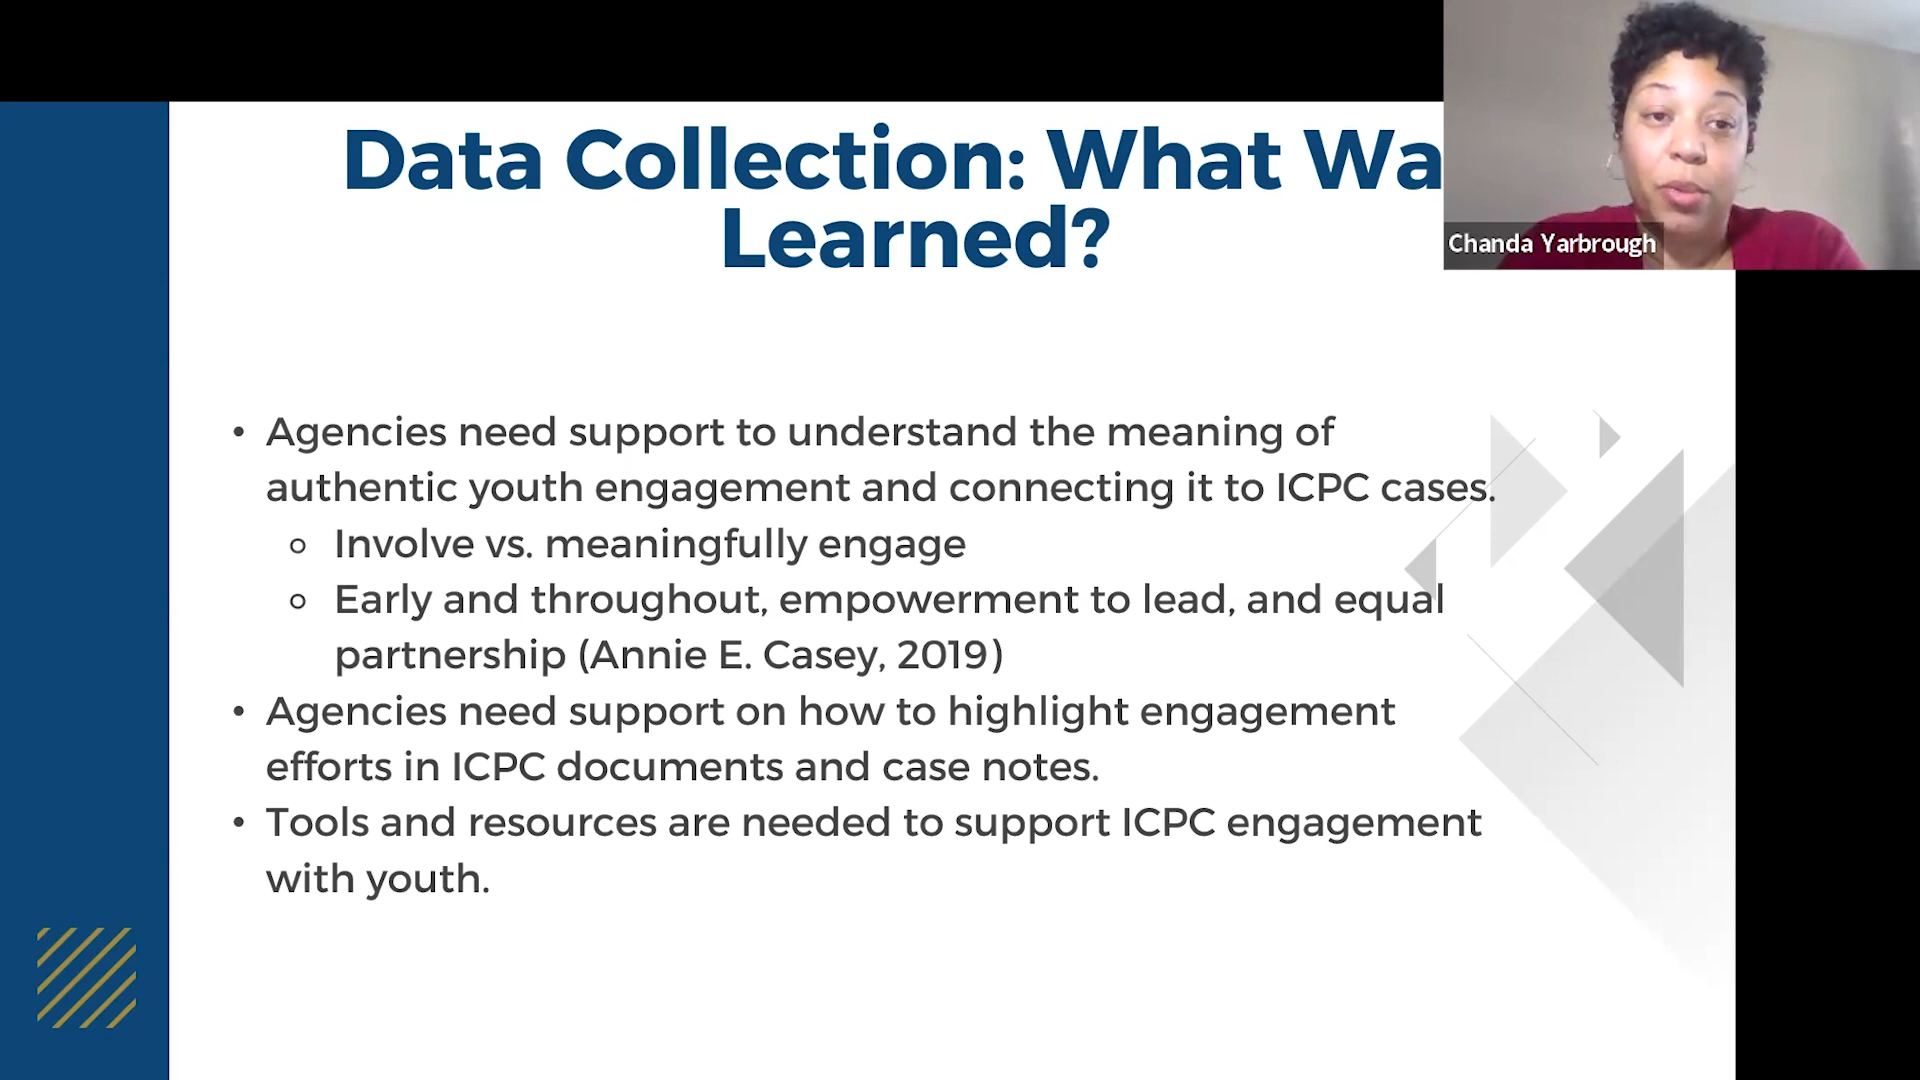 Data Collection: What Wa
Learned?
Chanda Yarbrough
• Agencies need support to understand the meaning of
authentic youth engagement and connecting it to ICPC cases.
○ Involve vs. meaningfully engage
○ Early and throughout, empowerment to lead, and equal
partnership (Annie E. Casey, 2019)
• Agencies need support on how to highlight engagement
efforts in ICPC documents and case notes.
• Tools and resources are needed to support ICPC engagement
with youth.